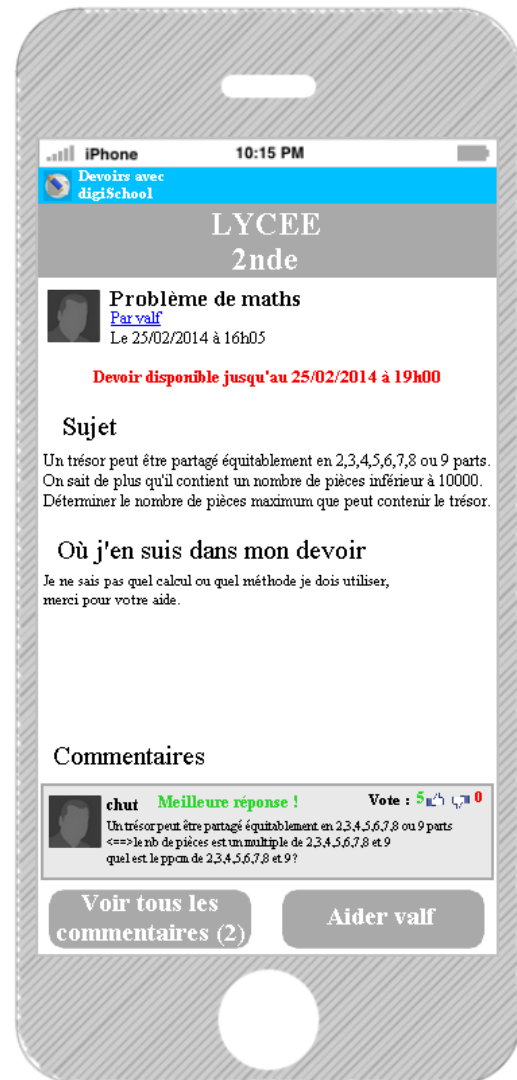 iPhone 10:15 PM
Devoirs avec
digiSchool
LYCEE
2nde
Problème de maths
Par valf
Le 25/02/2014 à 16h05
Devoir disponible jusqu'au 25/02/2014 à 19h00
Sujet
Un trésor peut être partagé équitablement en 2,3,4,5,6,7,8 ou 9 parts.
On sait de plus qu'il contient un nombre de pièces inférieur à 10000.
Déterminer le nombre de pièces maximum que peut contenir le trésor.
Où j'en suis dans mon devoir
Je ne sais pas quel calcul ou quel méthode je dois utiliser,
merci pour votre aide.
Commentaires
chut Meilleure réponse ! Vote : 5 0
Un trésor peut être partagé équitablement en 2,3,4,5,6,7,8 ou 9 parts
<==>le nb de pièces est un multiple de 2,3,4,5,6,7,8 et 9
quel est le ppcm de 2,3,4,5,6,7,8 et 9?
Voir tous les
commentaires (2)
Aider valf